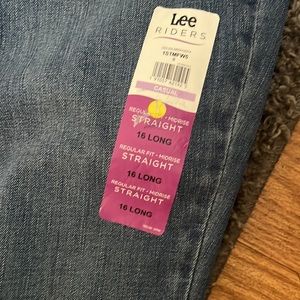 Lee
RIDERS
CASUAL
REGULAR FIT - MIDRISE
STRAIGHT
16 LONG
REGULAR FIT - MIDRISE
STRAIGHT
16 LONG
REGULAR FIT - MIDRISE
STRAIGHT
16 LONG